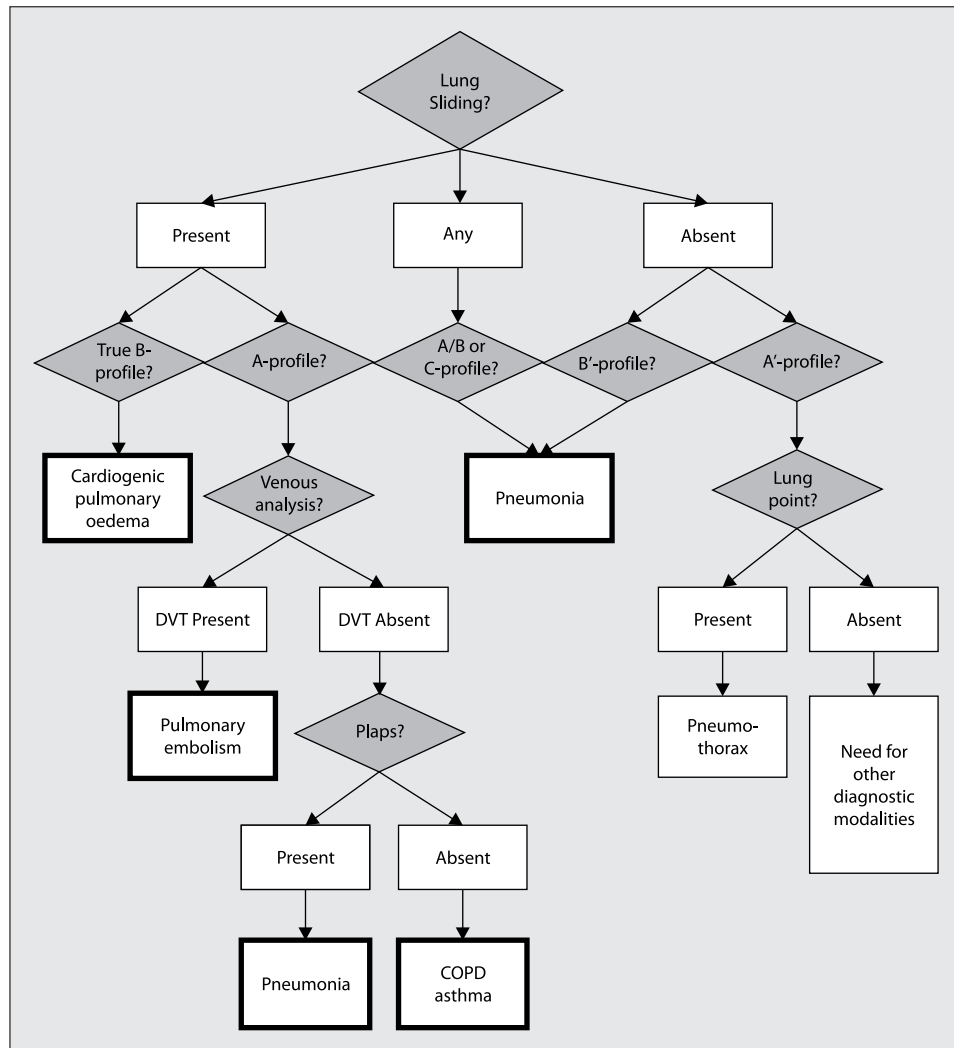 Lung
Sliding?
Present
Any
Absent
True B-
profile?
A-profile?
A/B or
C-profile?
B'-profile?
A'-profile?
Cardiogenic
pulmonary
oedema
Venous
analysis?
Pneumonia
Lung
point?
DVT Present
DVT Absent
Present
Absent
Pulmonary
embolism
Plaps?
Pneumo-
thorax
Need for
other
diagnostic
modalities
Present
Absent
Pneumonia
COPD
asthma